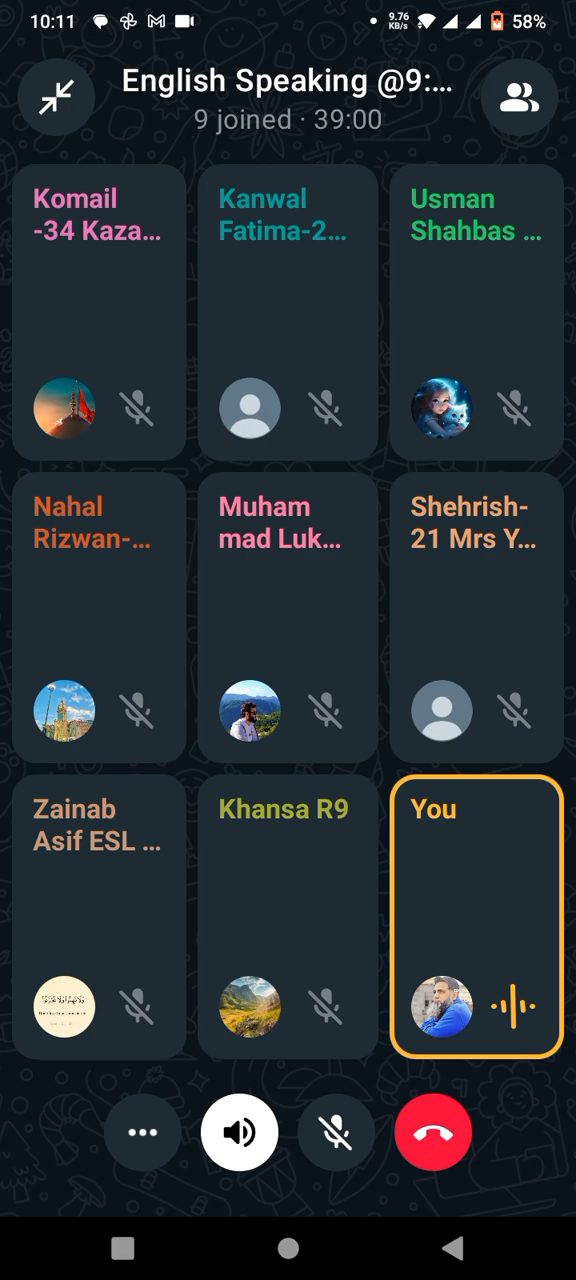 10:11
9.76
KB/s
58%
English Speaking @9:...
9 joined · 39:00
Komail
-34 Kaza...
Kanwal
Fatima-2...
Usman
Shahbas ...
Nahal
Rizwan-...
Muham
mad Luk...
Shehrish-
21 Mrs Y...
Zainab
Asif ESL ...
Khansa R9
You